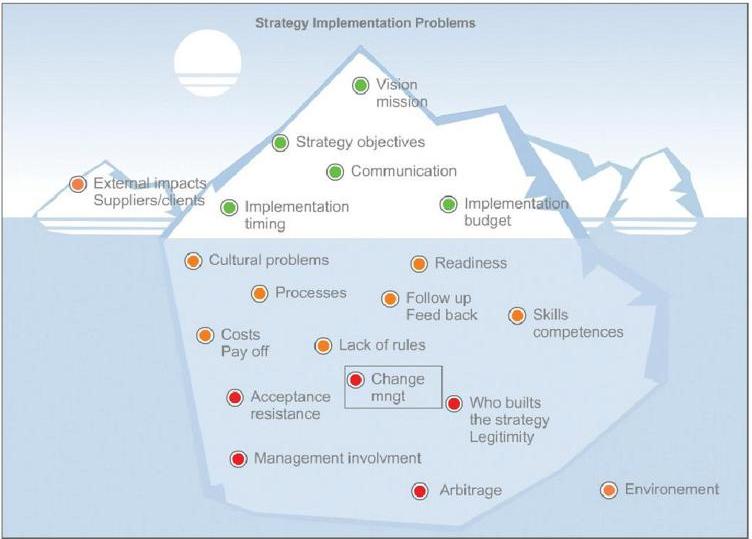 Strategy Implementation Problems
Vision
mission
Strategy objectives
Communication
External impacts
Suppliers/clients
Implementation
timing
Implementation
budget
Cultural problems
Readiness
Processes
Follow up
Feed back
Skills
competences
Costs
Pay off
Lack of rules
Change
mngt
Acceptance
resistance
Who builts
the strategy
Legitimity
Management involvment
Arbitrage
Environement